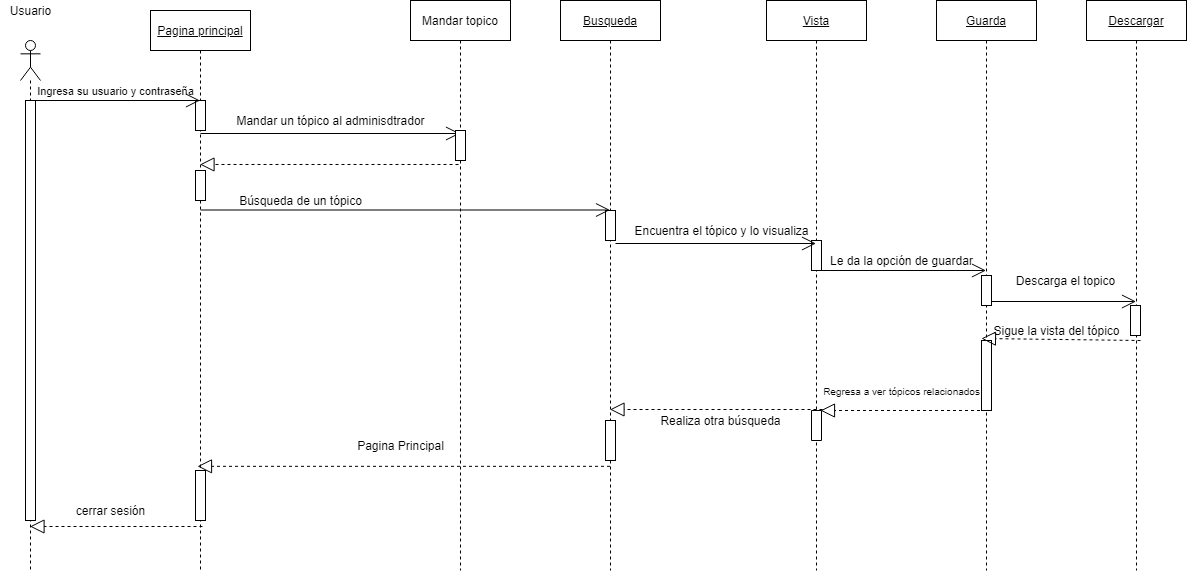 Usuario
Pagina principal
Mandar topico
Busqueda
Vista
Guarda
Descargar
Ingresa su usuario y contraseña
Mandar un tópico al adminisdtrador
Búsqueda de un tópico
Encuentra el tópico y lo visualiza
Le da la opción de guardar
Descarga el topico
Sigue la vista del tópico
Regresa a ver tópicos relacionados
Realiza otra búsqueda
Pagina Principal
cerrar sesión